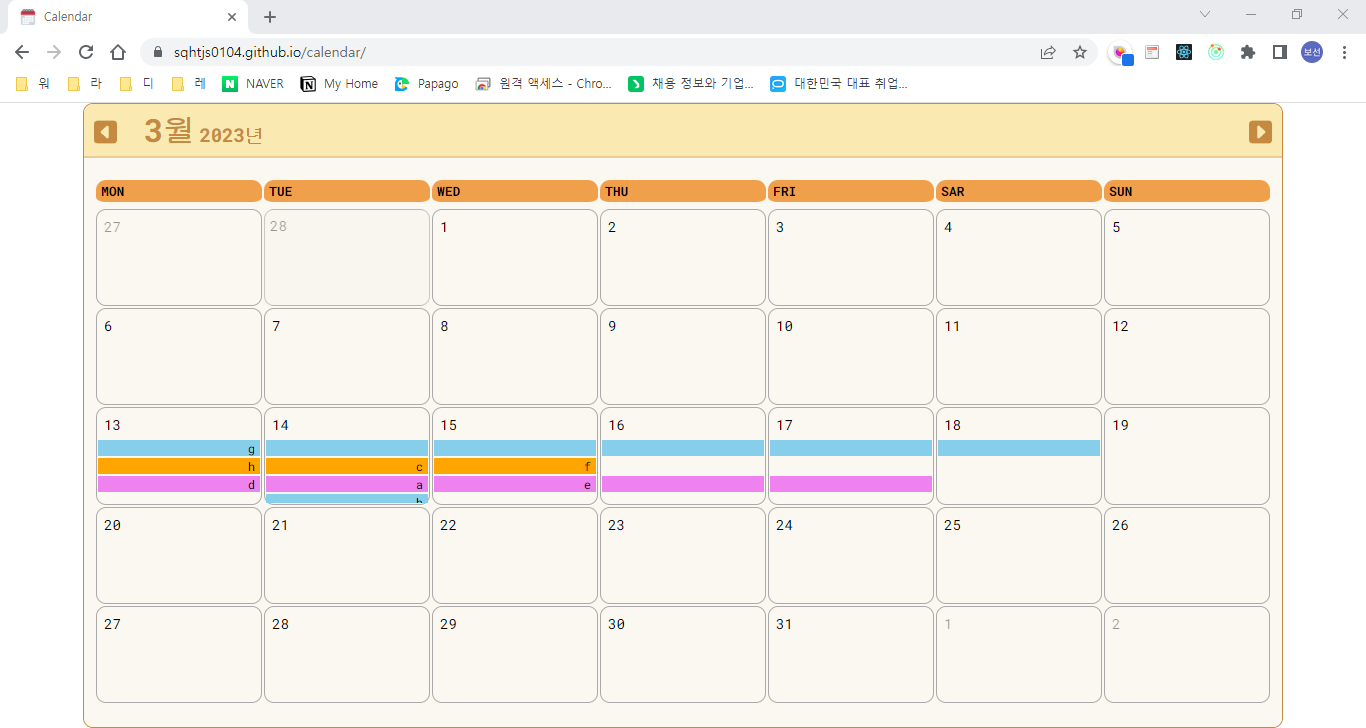 Calendar
sqhtjs0104.github.io/calendar/
보선
워 라 디 레 NAVER My Home Papago 원격 액세스 - Chro... 채용 정보와 기업... 대한민국 대표 취업...
3월 2023년
MON TUE WED THU FRI SAR SUN
27 28 1 2 3 4 5
6 7 8 9 10 11 12
13 14 15 16 17 18 19
g
h c f
d a e
b
20 21 22 23 24 25 26
27 28 29 30 31 1 2